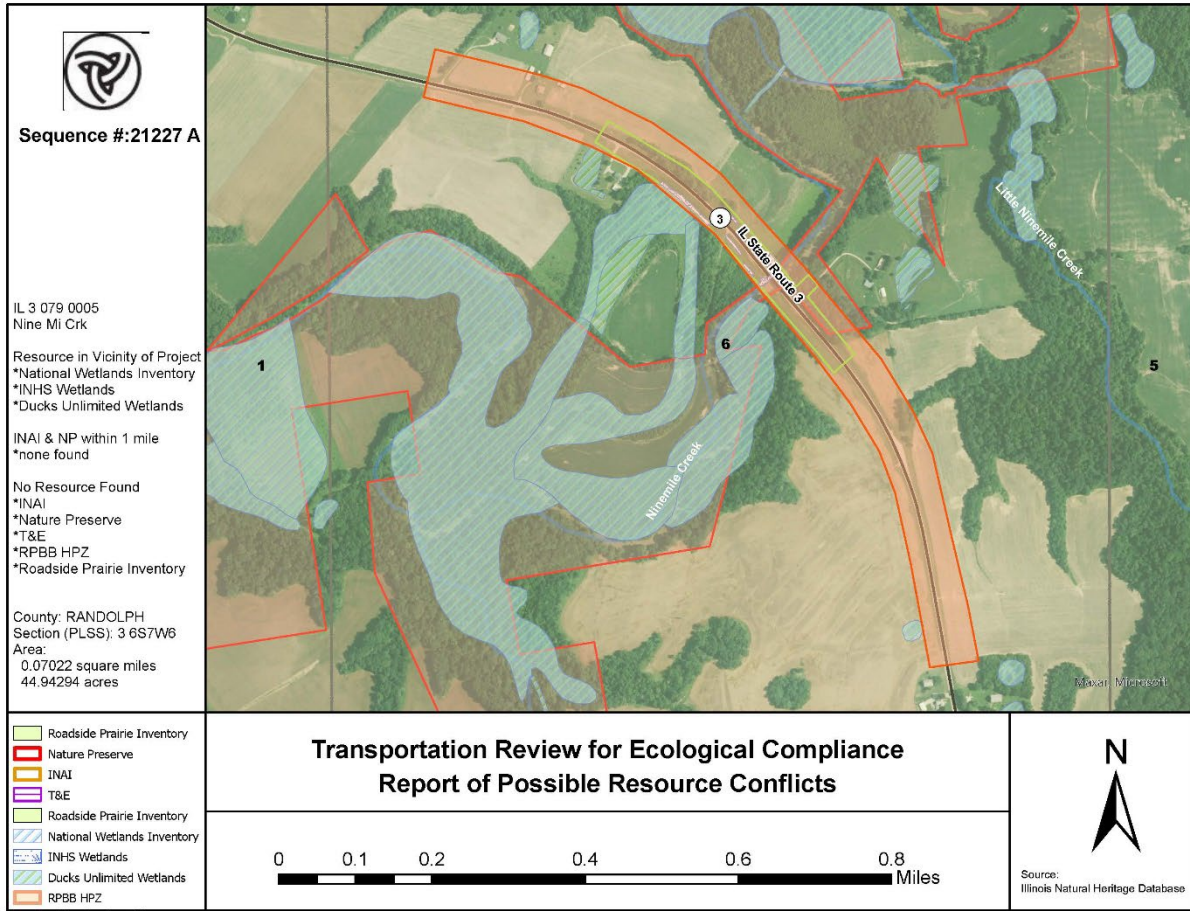 Sequence #:21227 A
IL 3 079 0005
Nine Mi Crk
Resource in Vicinity of Project
*National Wetlands Inventory
*INHS Wetlands
*Ducks Unlimited Wetlands
INAI & NP within 1 mile
*none found
No Resource Found
*INAI
*Nature Preserve
*T&E
*RPBB HPZ
*Roadside Prairie Inventory
County: RANDOLPH
Section (PLSS): 3 6S7W6
Area:
0.07022 square miles
44.94294 acres
3
IL State Route 3
Little Ninemile Creek
1
6
5
Ninemile Creek
Maxar, Microsoft
Roadside Prairie Inventory
Nature Preserve
INAI
T&E
Roadside Prairie Inventory
National Wetlands Inventory
INHS Wetlands
Ducks Unlimited Wetlands
RPBB HPZ
Transportation Review for Ecological Compliance
Report of Possible Resource Conflicts
0 0.1 0.2 0.4 0.6 0.8
Miles
N
Source:
Illinois Natural Heritage Database